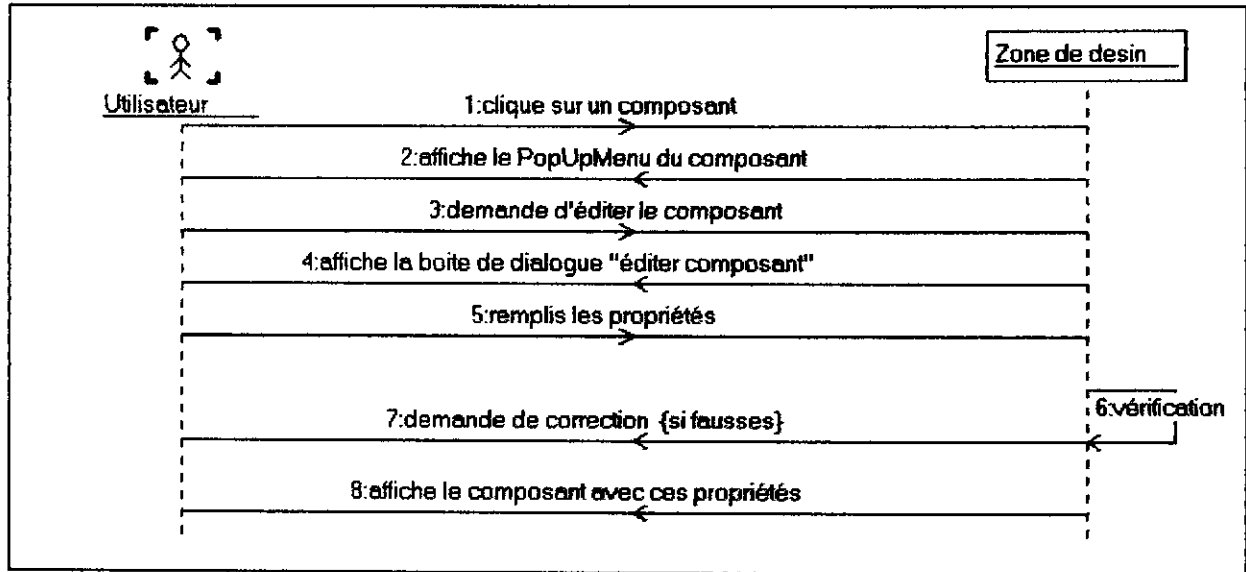 Zone de desin
Utilisateur
1:clique sur un composant
2:affiche le PopUpMenu du composant
3:demande d'éditer le composant
4:affiche la boite de dialogue "éditer composant"
5:remplis les propriétés
6:vérification
7:demande de correction {si fausses}
8:affiche le composant avec ces propriétés